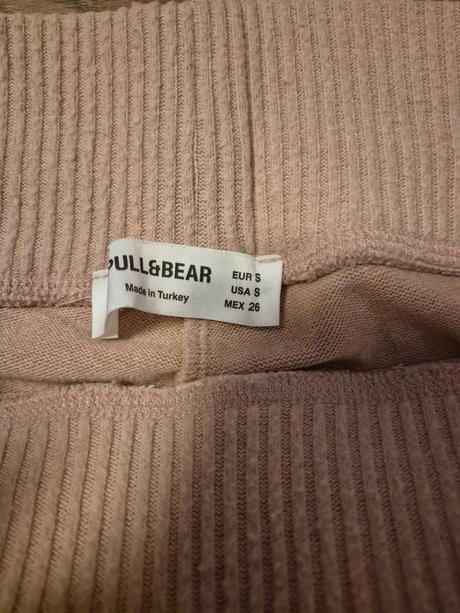 PULL&BEAR
Made in Turkey
EUR S
USA S
MEX 26